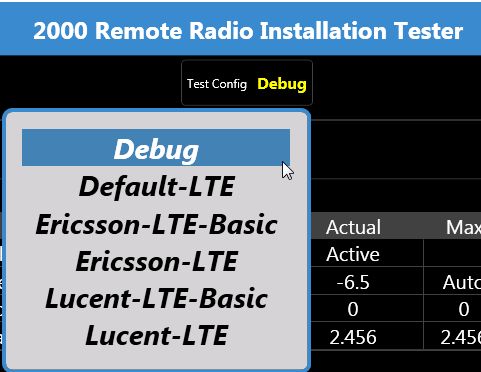 2000 Remote Radio Installation Tester
Test Config Debug
Debug
Default-LTE
Ericsson-LTE-Basic
Ericsson-LTE
Lucent-LTE-Basic
Lucent-LTE
Actual Max
Active
-6.5 Auto
0 0
2.456 2.456